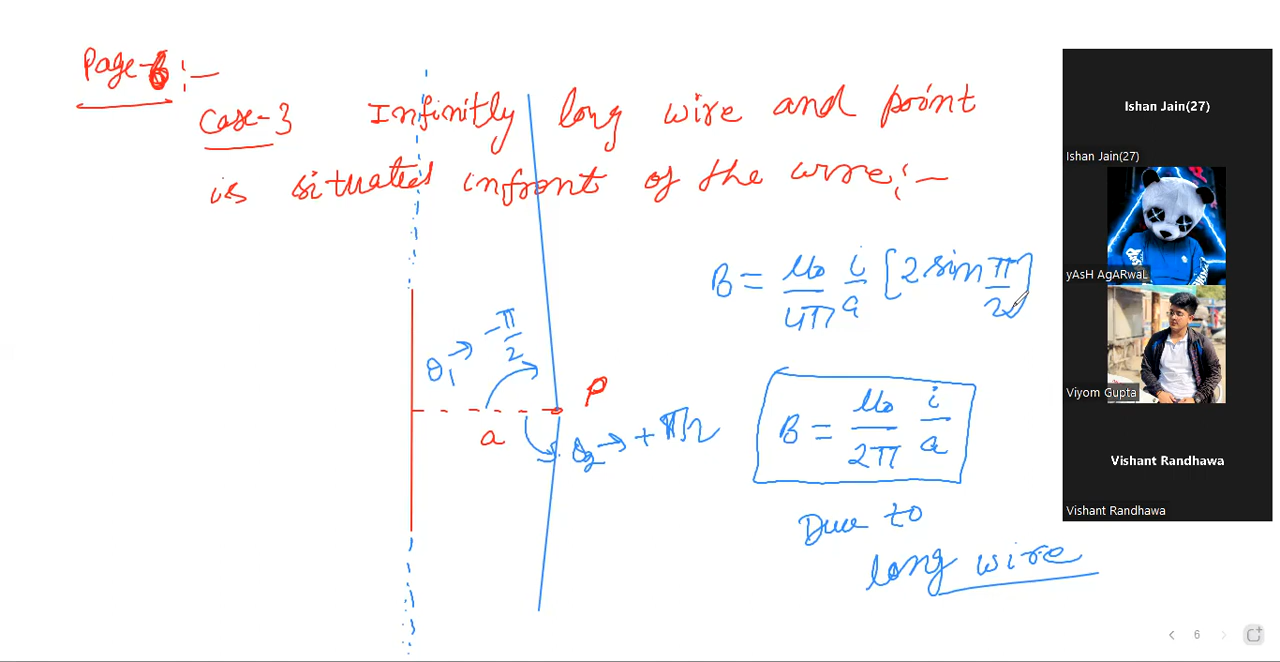 Page-6:-
Case-3 Infinitly long wire and point
is situated infront of the wire:-
B = μ₀/4π i/a [2 sin π/2]
θ₁ → -π/2
P
a
θ₂ → + π/2
B = μ₀/2π i/a
Due to
long wire
Ishan Jain(27)
Ishan Jain(27)
yAsH AgARwaL
Viyom Gupta
Vishant Randhawa
Vishant Randhawa
6